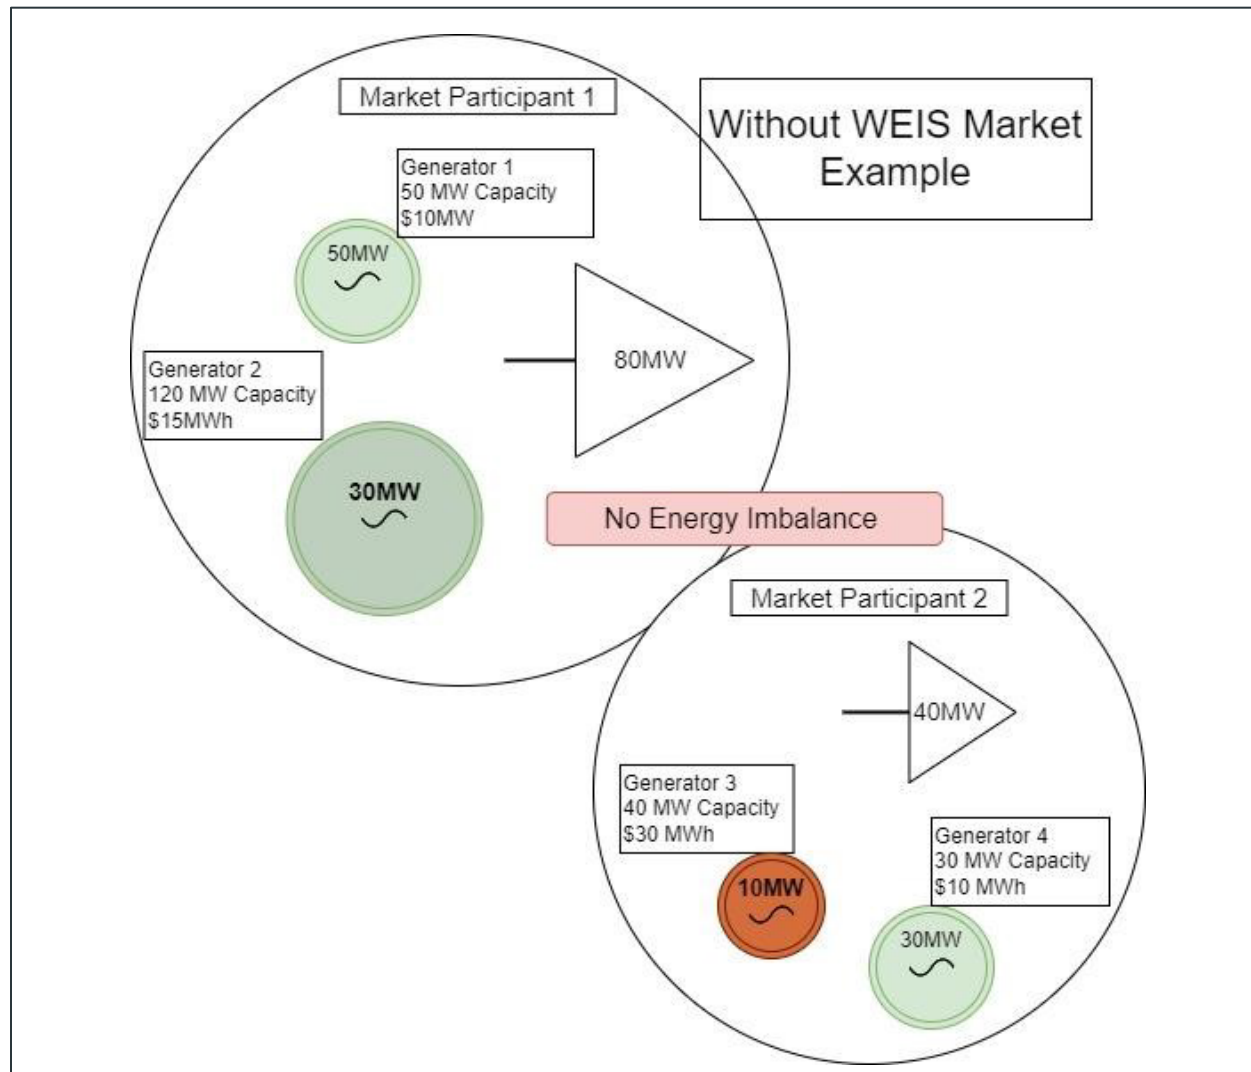 Market Participant 1
Without WEIS Market
Example
Generator 1
50 MW Capacity
$10MW
50MW
80MW
Generator 2
120 MW Capacity
$15MWh
30MW
No Energy Imbalance
Market Participant 2
40MW
Generator 3
40 MW Capacity
$30 MWh
10MW
Generator 4
30 MW Capacity
$10 MWh
30MW